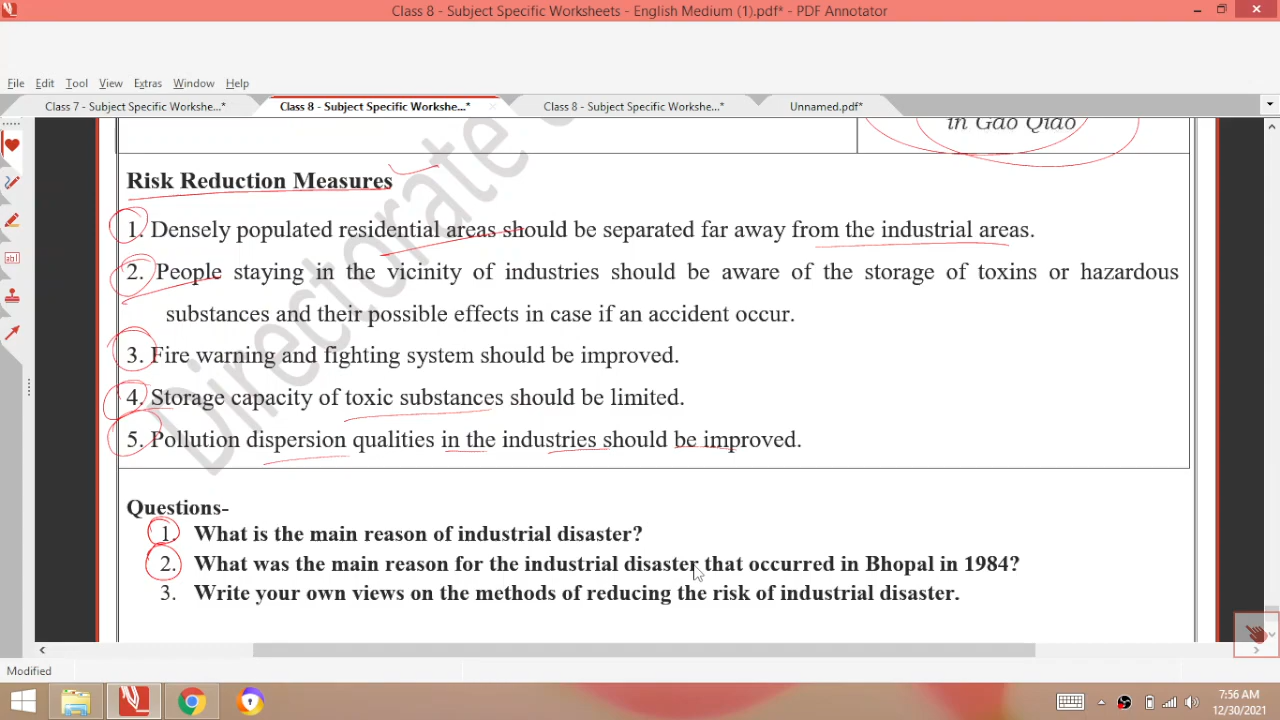 Class 8 - Subject Specific Worksheets - English Medium (1).pdf* - PDF Annotator
File Edit Tool View Extras Window Help
Class 7 - Subject Specific Workshe...* Class 8 - Subject Specific Workshe...* Class 8 - Subject Specific Workshe...* Unnamed.pdf*
in Gao Qiao
Risk Reduction Measures
1. Densely populated residential areas should be separated far away from the industrial areas.
2. People staying in the vicinity of industries should be aware of the storage of toxins or hazardous
substances and their possible effects in case if an accident occur.
3. Fire warning and fighting system should be improved.
4. Storage capacity of toxic substances should be limited.
5. Pollution dispersion qualities in the industries should be improved.
Directorate
Questions-
1. What is the main reason of industrial disaster?
2. What was the main reason for the industrial disaster that occurred in Bhopal in 1984?
3. Write your own views on the methods of reducing the risk of industrial disaster.
Modified
7:56 AM
12/30/2021